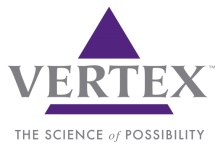 VERTEX™
THE SCIENCE of POSSIBILITY